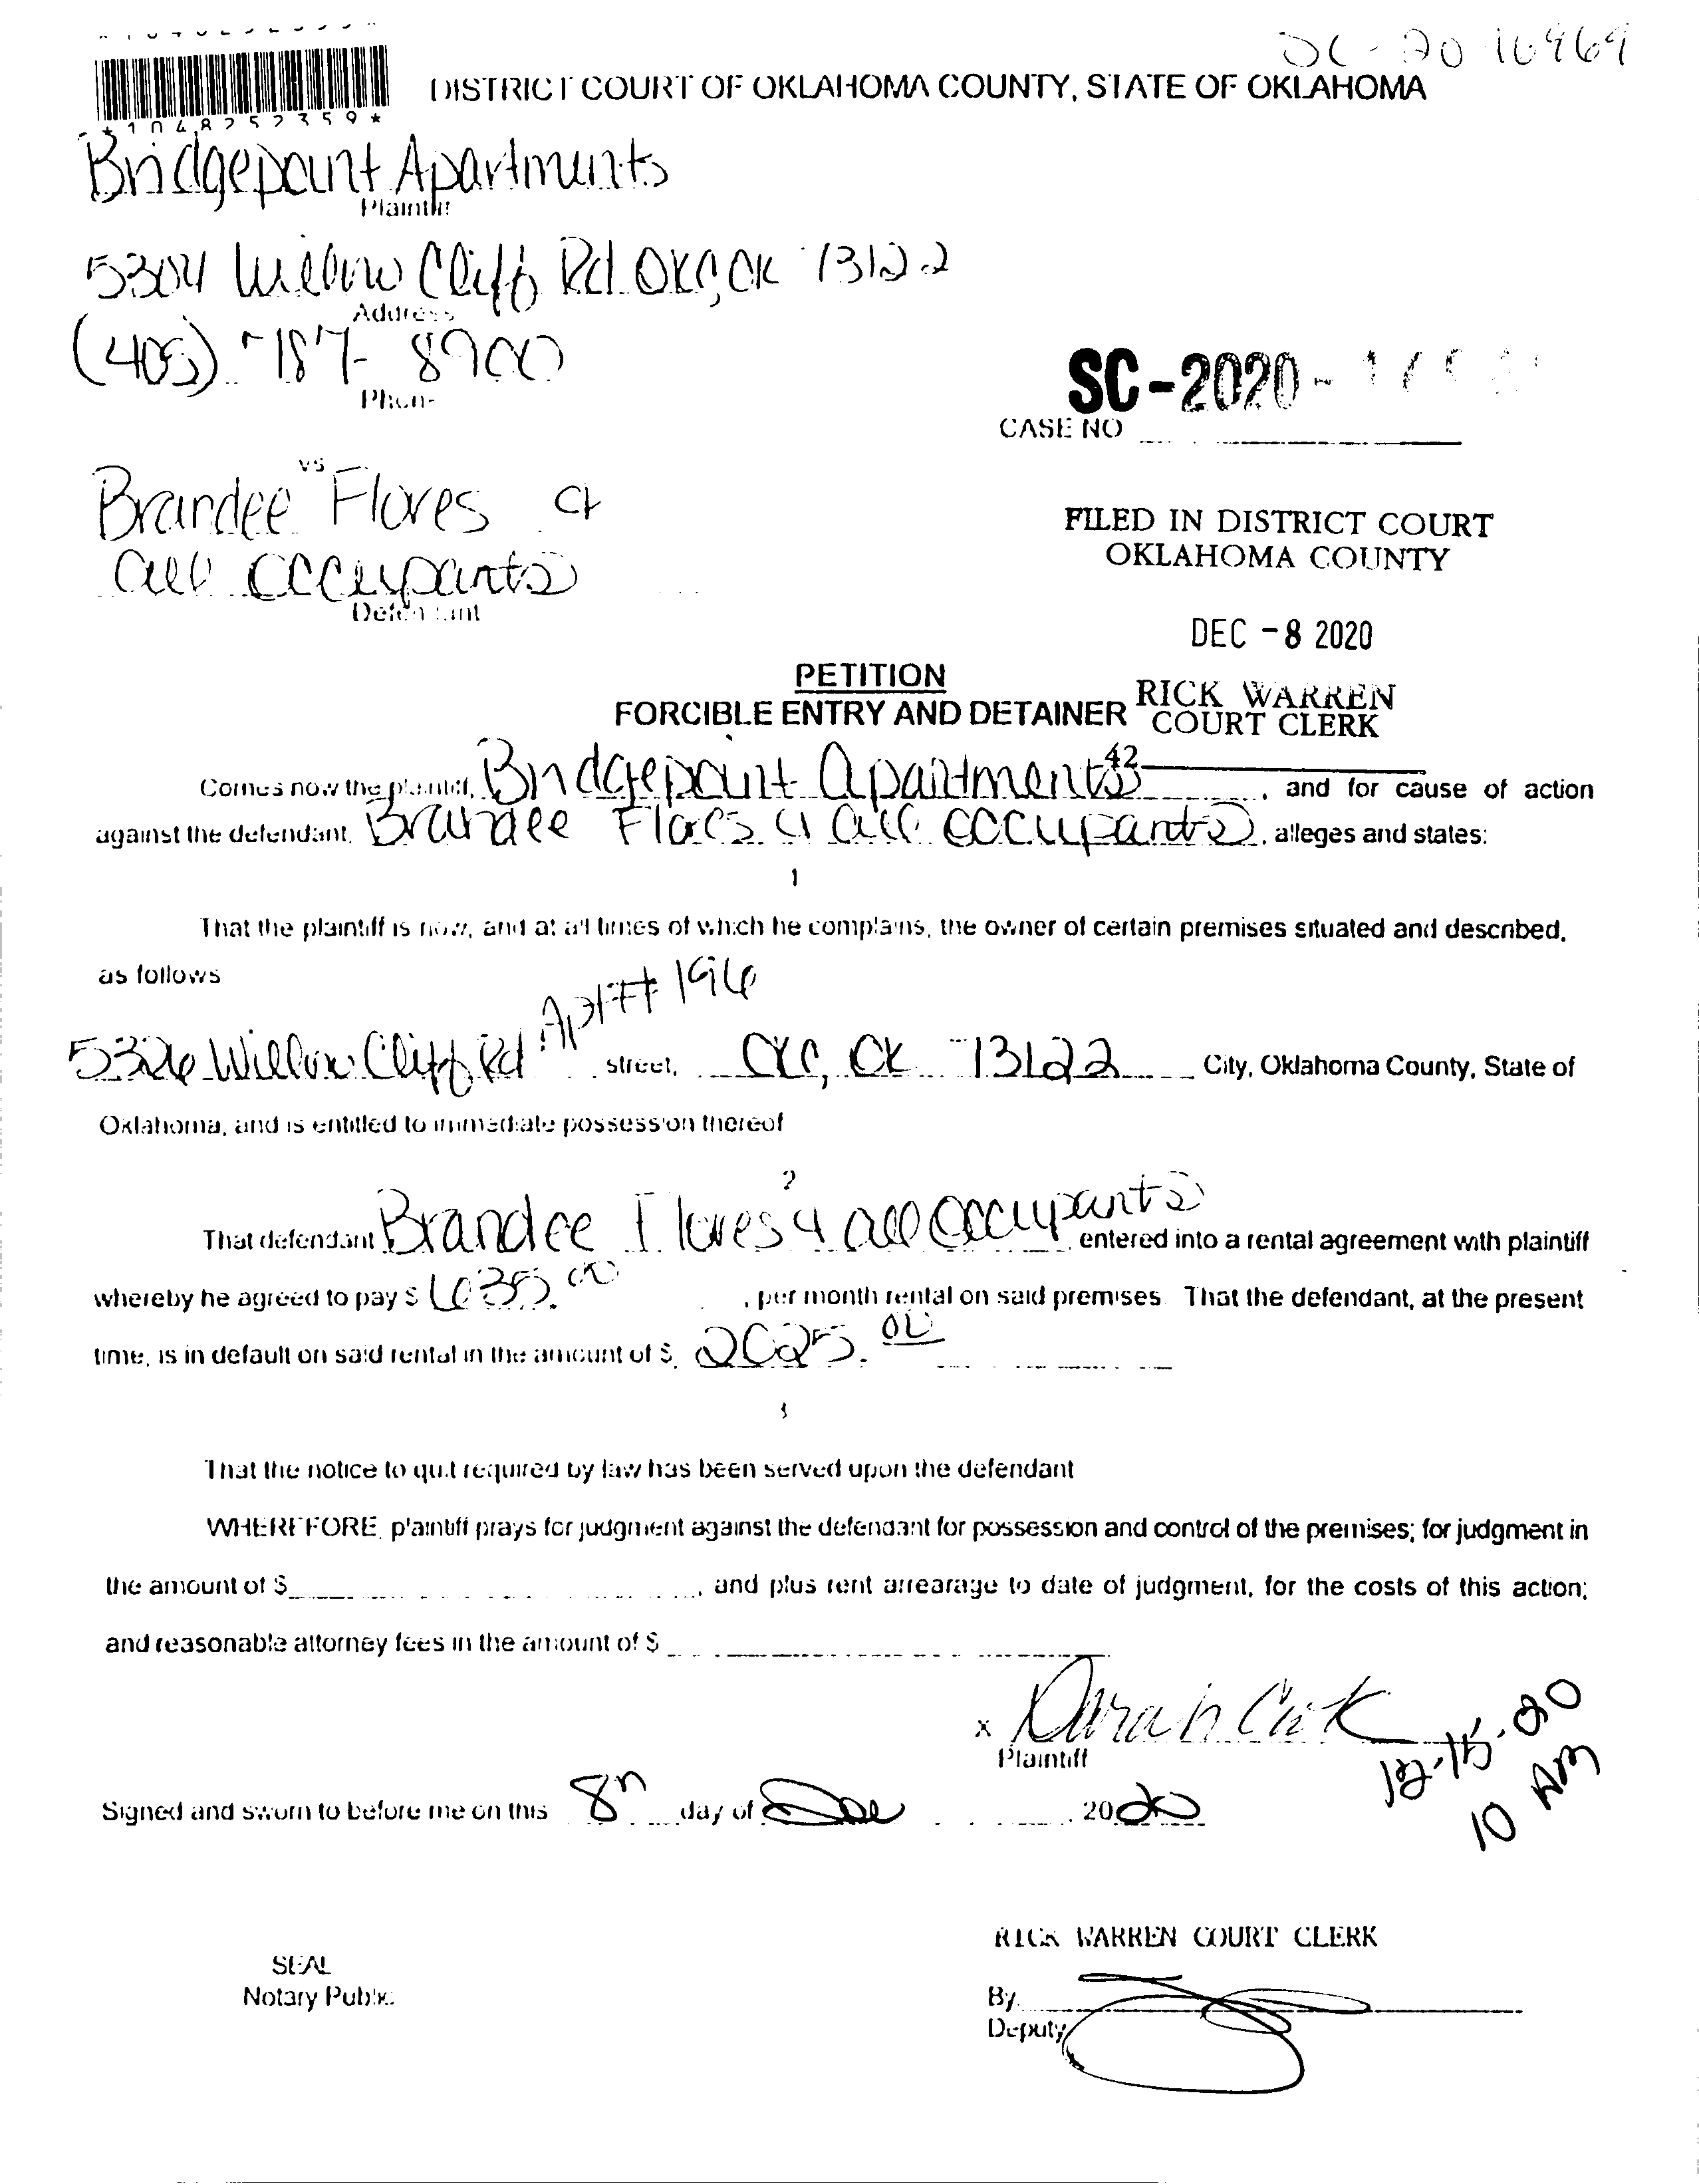 SC-20 16969
DISTRICT COURT OF OKLAHOMA COUNTY, STATE OF OKLAHOMA
*1048252359*
Bridgepoint Apartments
Plaintiff
5304 Willow Cliff Rd. OKC, OK 73122
Address
(405) 787-8900
Phone
SC-2020-
CASE NO
vs
Brandee Flores &
all occupants
Defendant
FILED IN DISTRICT COURT
OKLAHOMA COUNTY
DEC -8 2020
PETITION
FORCIBLE ENTRY AND DETAINER
RICK WARREN
COURT CLERK
42
Comes now the plaintiff, Bridgepoint Apartments, and for cause of action
against the defendant, Brandee Flores & all occupants, alleges and states:
1
That the plaintiff is now, and at all times of which he complains, the owner of certain premises situated and described,
as follows
5326 Willow Cliff Rd Apt# 196 street, OKC, OK 73122 City, Oklahoma County, State of
Oklahoma, and is entitled to immediate possession thereof
2
That defendant Brandee Flores & all occupants entered into a rental agreement with plaintiff
whereby he agreed to pay $ 635.00, per month rental on said premises. That the defendant, at the present
time, is in default on said rental in the amount of $ 2025.00
3
That the notice to quit required by law has been served upon the defendant
WHEREFORE, plaintiff prays for judgment against the defendant for possession and control of the premises; for judgment in
the amount of $, and plus rent arrearage to date of judgment, for the costs of this action;
and reasonable attorney fees in the amount of $
x
Plaintiff
12-15-20
10 AM
Signed and sworn to before me on this 8th day of Dec, 2020
RICK WARREN COURT CLERK
SEAL
Notary Public
By
Deputy